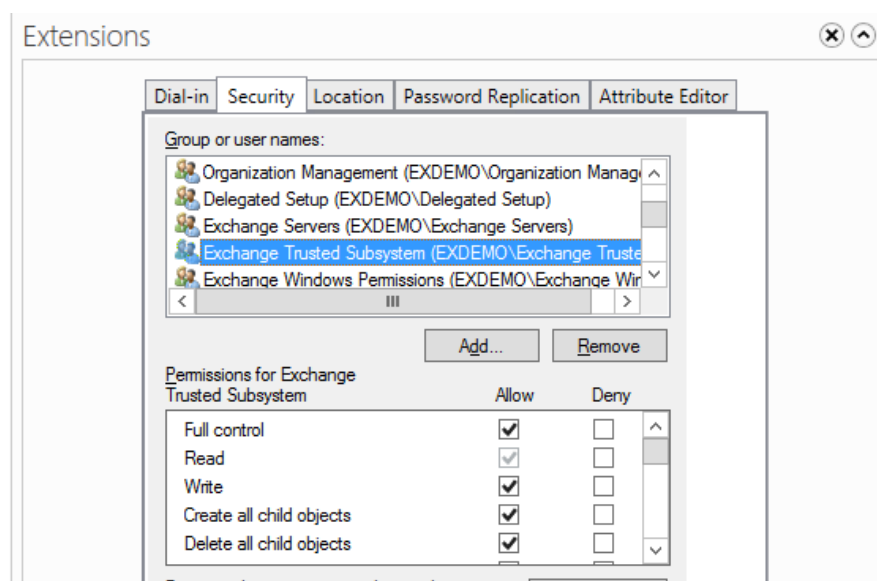 Extensions
Dial-in Security Location Password Replication Attribute Editor
Group or user names:
Organization Management (EXDEMO\Organization Manag
Delegated Setup (EXDEMO\Delegated Setup)
Exchange Servers (EXDEMO\Exchange Servers)
Exchange Trusted Subsystem (EXDEMO\Exchange Truste
Exchange Windows Permissions (EXDEMO\Exchange Wir
Add... Remove
Permissions for Exchange
Trusted Subsystem Allow Deny
Full control
Read
Write
Create all child objects
Delete all child objects